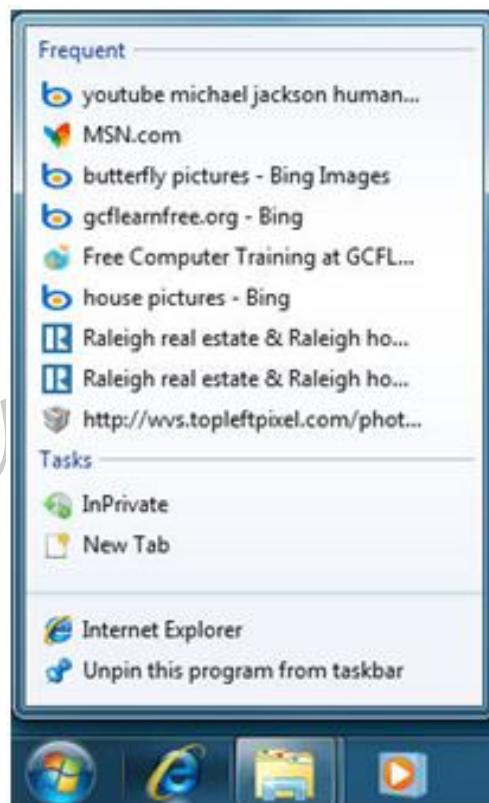 Frequent
youtube michael jackson human...
MSN.com
butterfly pictures - Bing Images
gcflearnfree.org - Bing
Free Computer Training at GCFL...
house pictures - Bing
Raleigh real estate & Raleigh ho...
Raleigh real estate & Raleigh ho...
http://wvs.topleftpixel.com/phot...
Tasks
InPrivate
New Tab
Internet Explorer
Unpin this program from taskbar